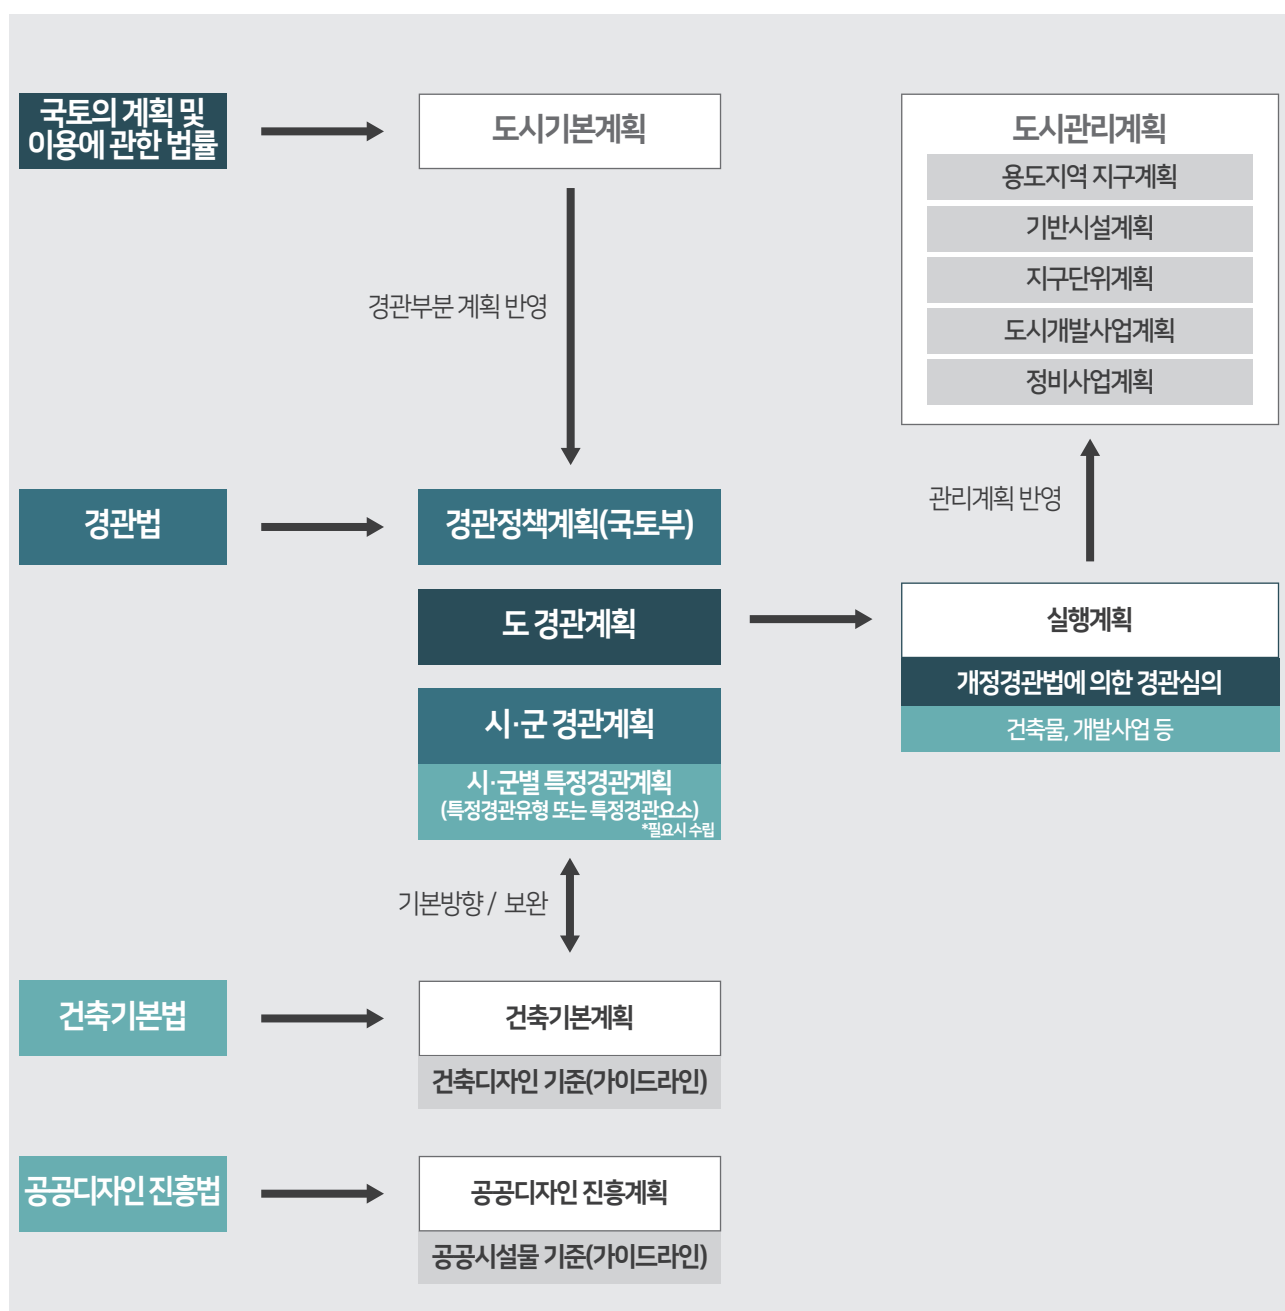 국토의 계획 및
이용에 관한 법률
도시기본계획
도시관리계획
용도지역 지구계획
기반시설계획
지구단위계획
도시개발사업계획
정비사업계획
경관부분 계획 반영
관리계획 반영
경관법
경관정책계획(국토부)
도 경관계획
시·군 경관계획
시·군별 특정경관계획
(특정경관유형 또는 특정경관요소)
*필요시 수립
실행계획
개정경관법에 의한 경관심의
건축물, 개발사업 등
기본방향 / 보완
건축기본법
건축기본계획
건축디자인 기준(가이드라인)
공공디자인 진흥법
공공디자인 진흥계획
공공시설물 기준(가이드라인)